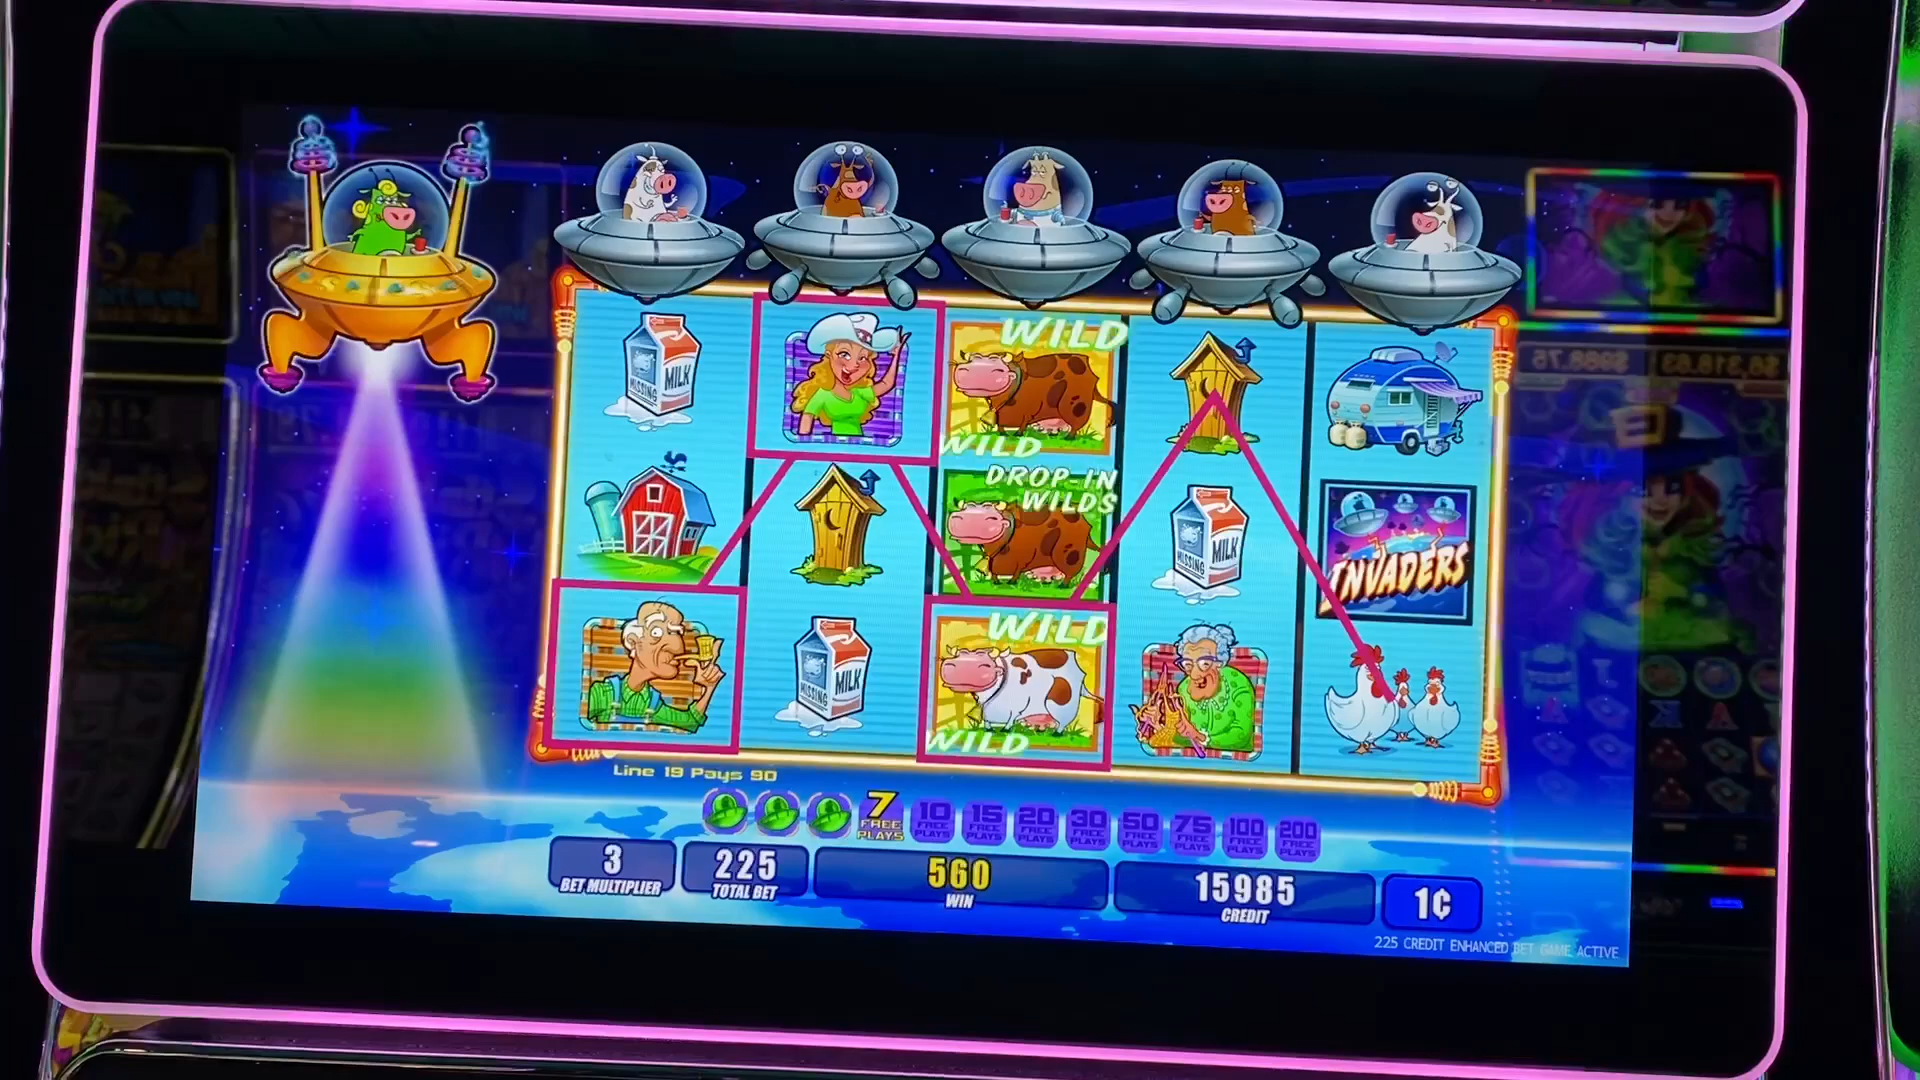 WILD
MISSING
MILK
WILD
DROP-IN
WILDS
INVADERS
MISSING
MILK
WILD
MISSING
MILK
WILD
Line 19 Pays 90
7 FREE PLAYS
10 FREE PLAYS
15 FREE PLAYS
20 FREE PLAYS
30 FREE PLAYS
50 FREE PLAYS
75 FREE PLAYS
100 FREE PLAYS
200 FREE PLAYS
3
BET MULTIPLIER
225
TOTAL BET
560
WIN
15985
CREDIT
1¢
225 CREDIT ENHANCED BET GAME ACTIVE